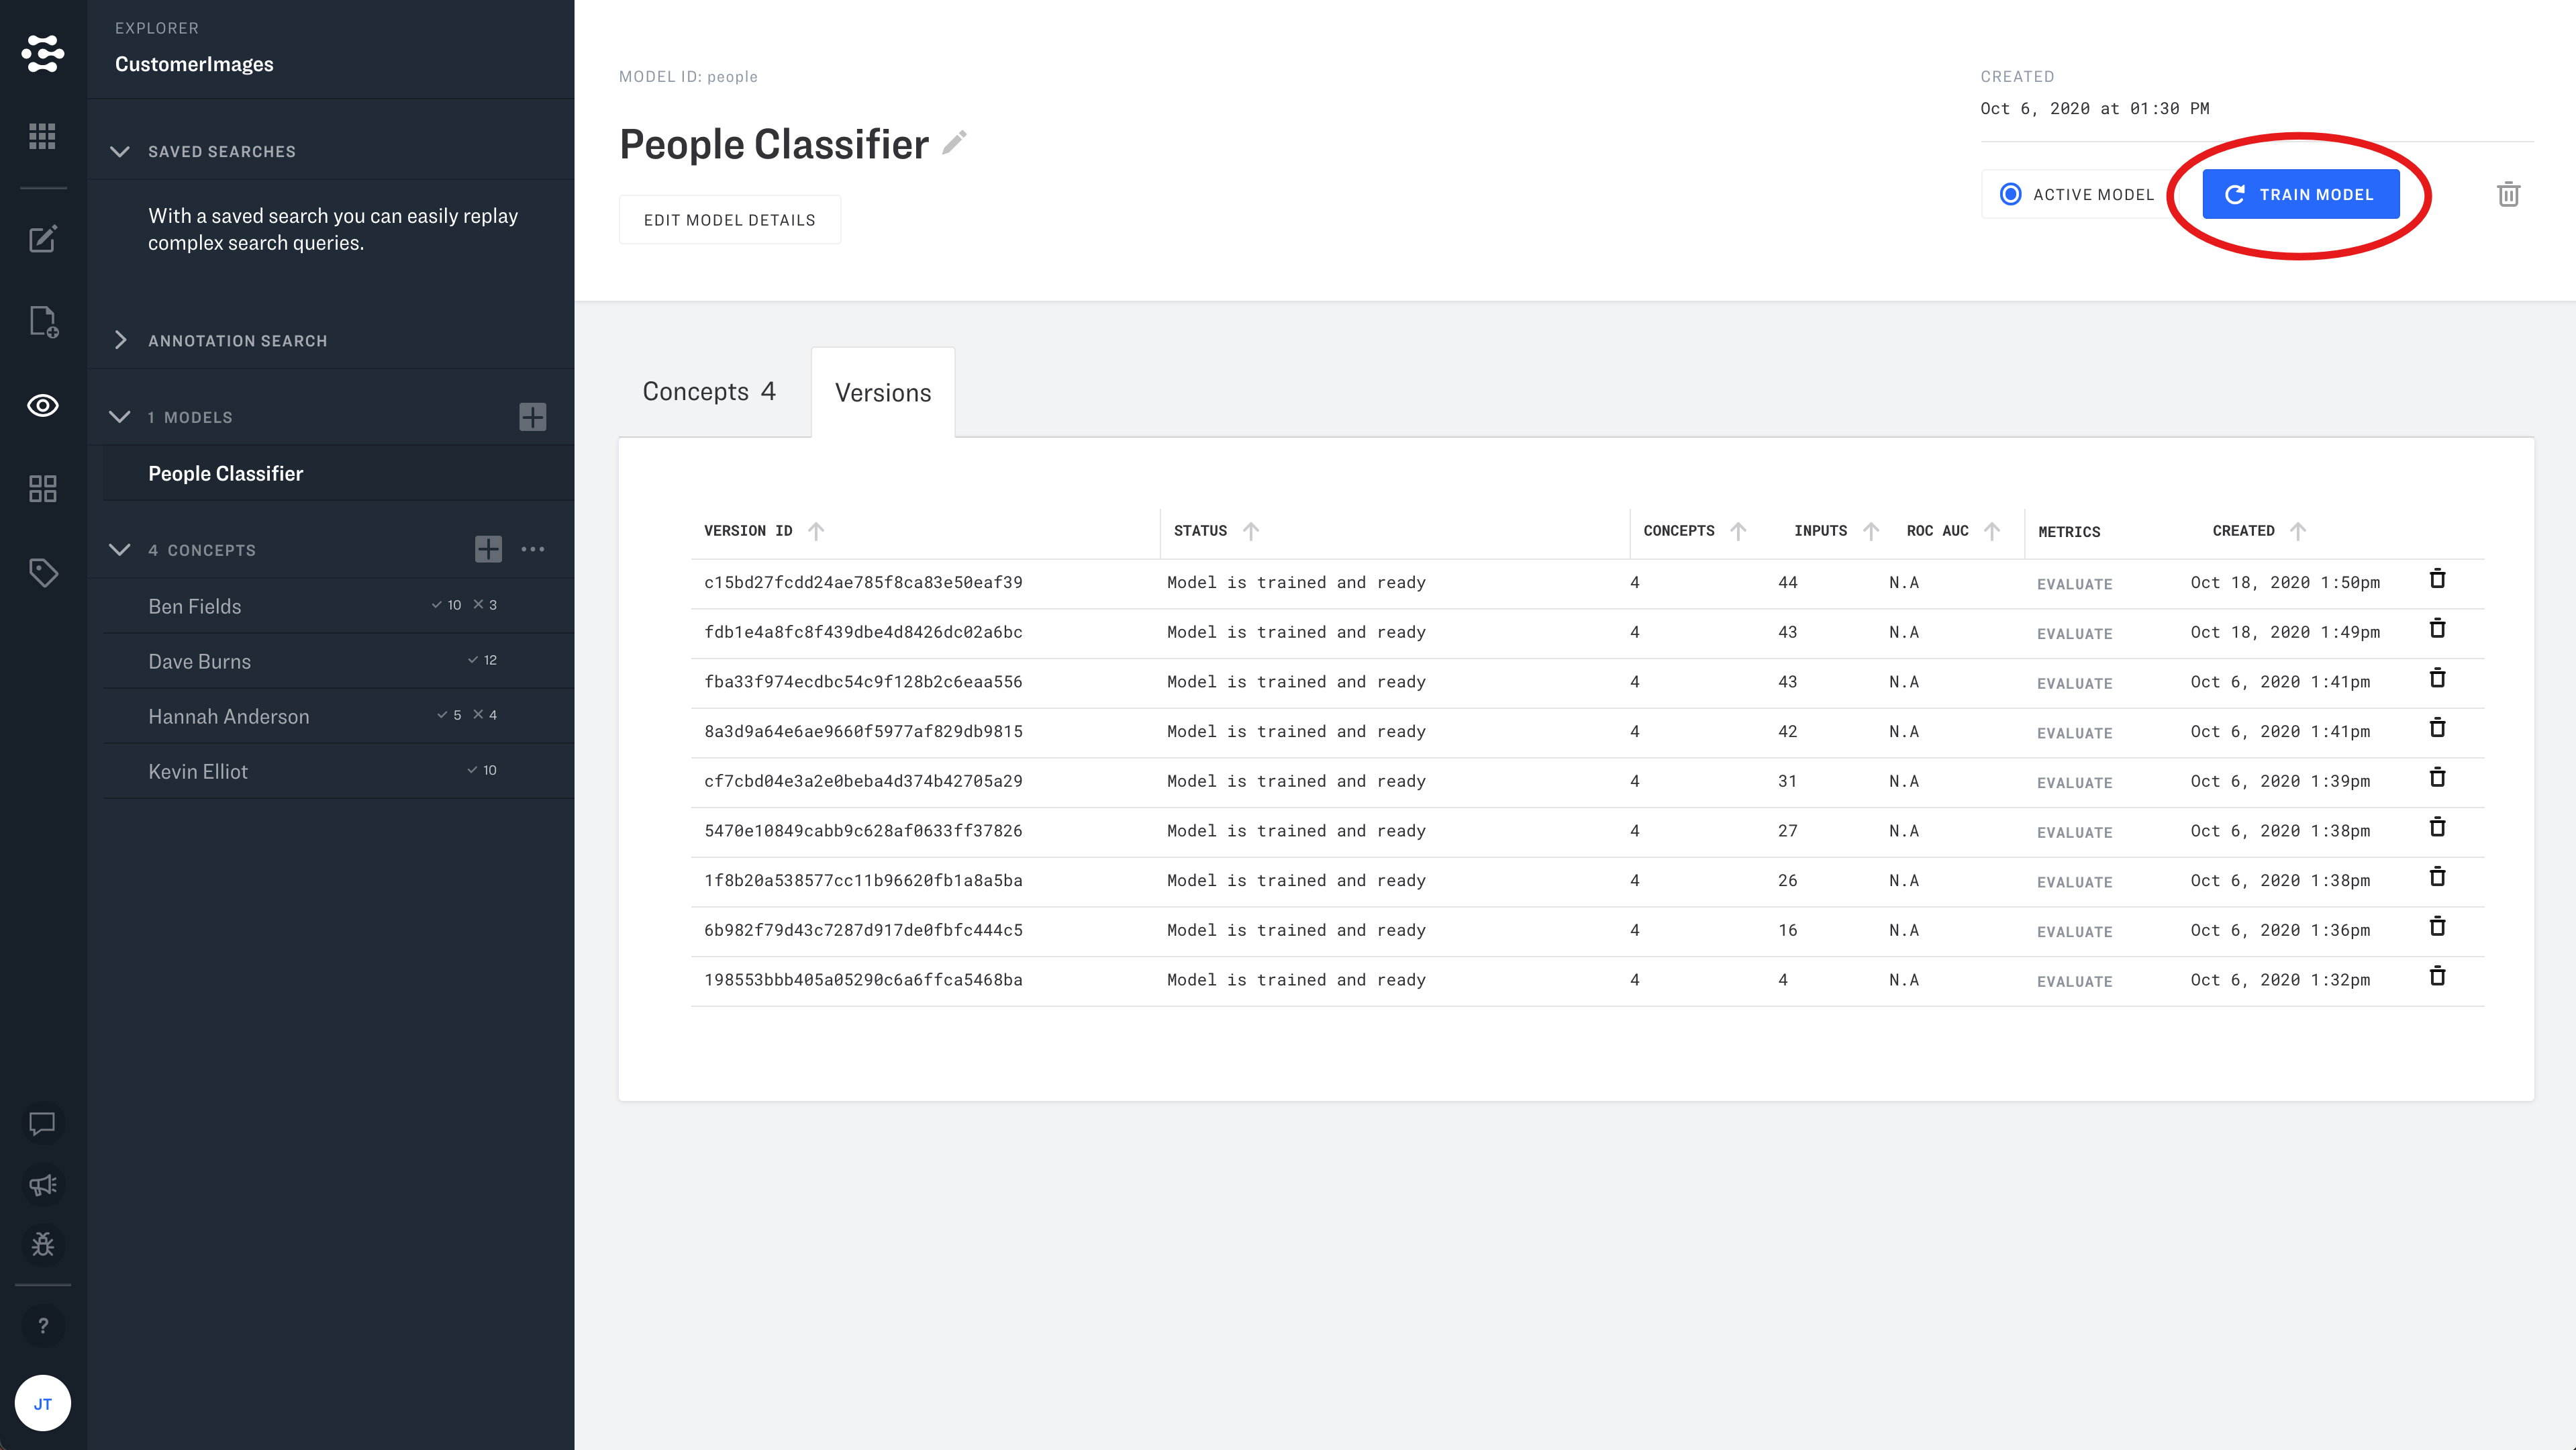 EXPLORER
CustomerImages
SAVED SEARCHES
With a saved search you can easily replay
complex search queries.
ANNOTATION SEARCH
1 MODELS
People Classifier
4 CONCEPTS
Ben Fields 10 3
Dave Burns 12
Hannah Anderson 5 4
Kevin Elliot 10
?
JT
MODEL ID: people
People Classifier
EDIT MODEL DETAILS
CREATED
Oct 6, 2020 at 01:30 PM
ACTIVE MODEL
TRAIN MODEL
Concepts 4
Versions
VERSION ID STATUS CONCEPTS INPUTS ROC AUC METRICS CREATED
c15bd27fcdd24ae785f8ca83e50eaf39 Model is trained and ready 4 44 N.A EVALUATE Oct 18, 2020 1:50pm
fdb1e4a8fc8f439dbe4d8426dc02a6bc Model is trained and ready 4 43 N.A EVALUATE Oct 18, 2020 1:49pm
fba33f974ecdbc54c9f128b2c6eaa556 Model is trained and ready 4 43 N.A EVALUATE Oct 6, 2020 1:41pm
8a3d9a64e6ae9660f5977af829db9815 Model is trained and ready 4 42 N.A EVALUATE Oct 6, 2020 1:41pm
cf7cbd04e3a2e0beba4d374b42705a29 Model is trained and ready 4 31 N.A EVALUATE Oct 6, 2020 1:39pm
5470e10849cabb9c628af0633ff37826 Model is trained and ready 4 27 N.A EVALUATE Oct 6, 2020 1:38pm
1f8b20a538577cc11b96620fb1a8a5ba Model is trained and ready 4 26 N.A EVALUATE Oct 6, 2020 1:38pm
6b982f79d43c7287d917de0fbfc444c5 Model is trained and ready 4 16 N.A EVALUATE Oct 6, 2020 1:36pm
198553bbb405a05290c6a6ffca5468ba Model is trained and ready 4 4 N.A EVALUATE Oct 6, 2020 1:32pm